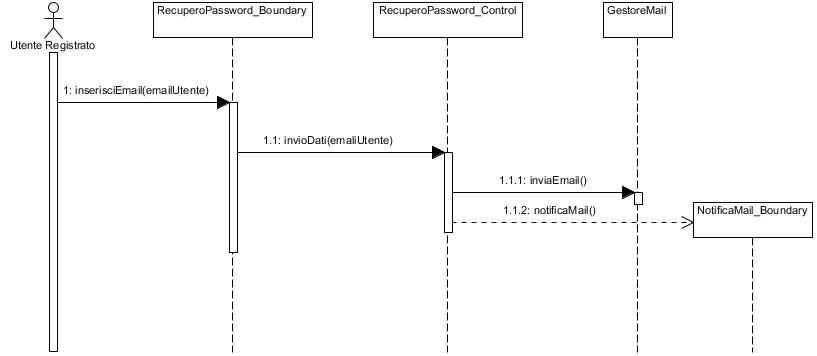 RecuperoPassword_Boundary
RecuperoPassword_Control
GestoreMail
Utente Registrato
1: inserisciEmail(emailUtente)
1.1: invioDati(emaliUtente)
1.1.1: inviaEmail()
1.1.2: notificaMail()
NotificaMail_Boundary